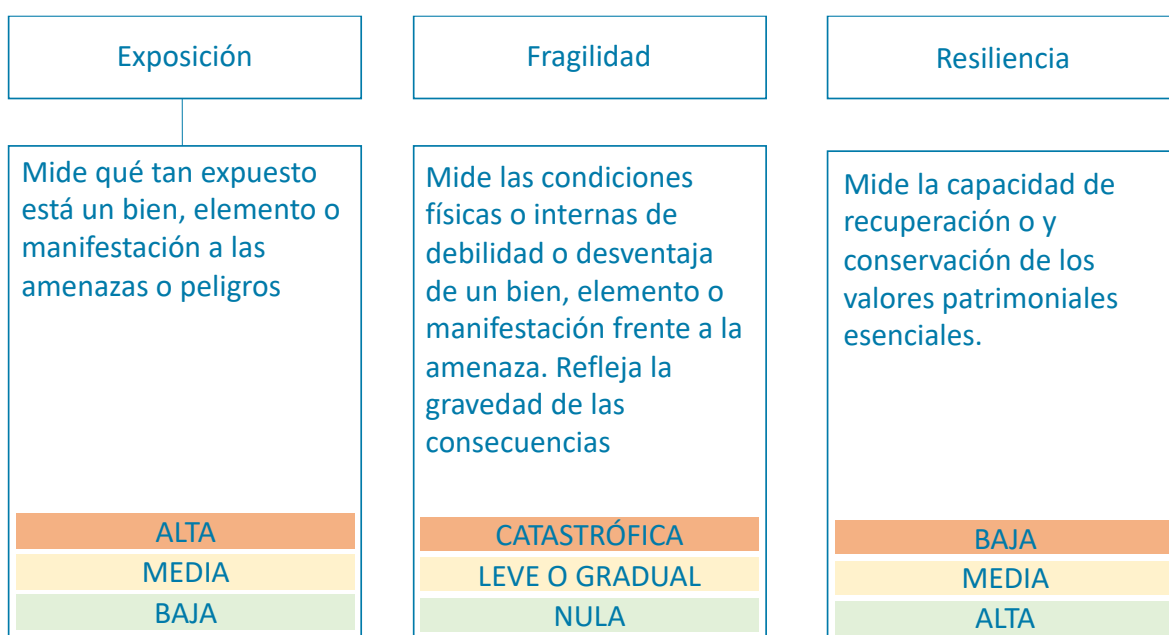 Exposición
Mide qué tan expuesto
está un bien, elemento o
manifestación a las
amenazas o peligros
ALTA
MEDIA
BAJA
Fragilidad
Mide las condiciones
físicas o internas de
debilidad o desventaja
de un bien, elemento o
manifestación frente a la
amenaza. Refleja la
gravedad de las
consecuencias
CATASTRÓFICA
LEVE O GRADUAL
NULA
Resiliencia
Mide la capacidad de
recuperación o y
conservación de los
valores patrimoniales
esenciales.
BAJA
MEDIA
ALTA